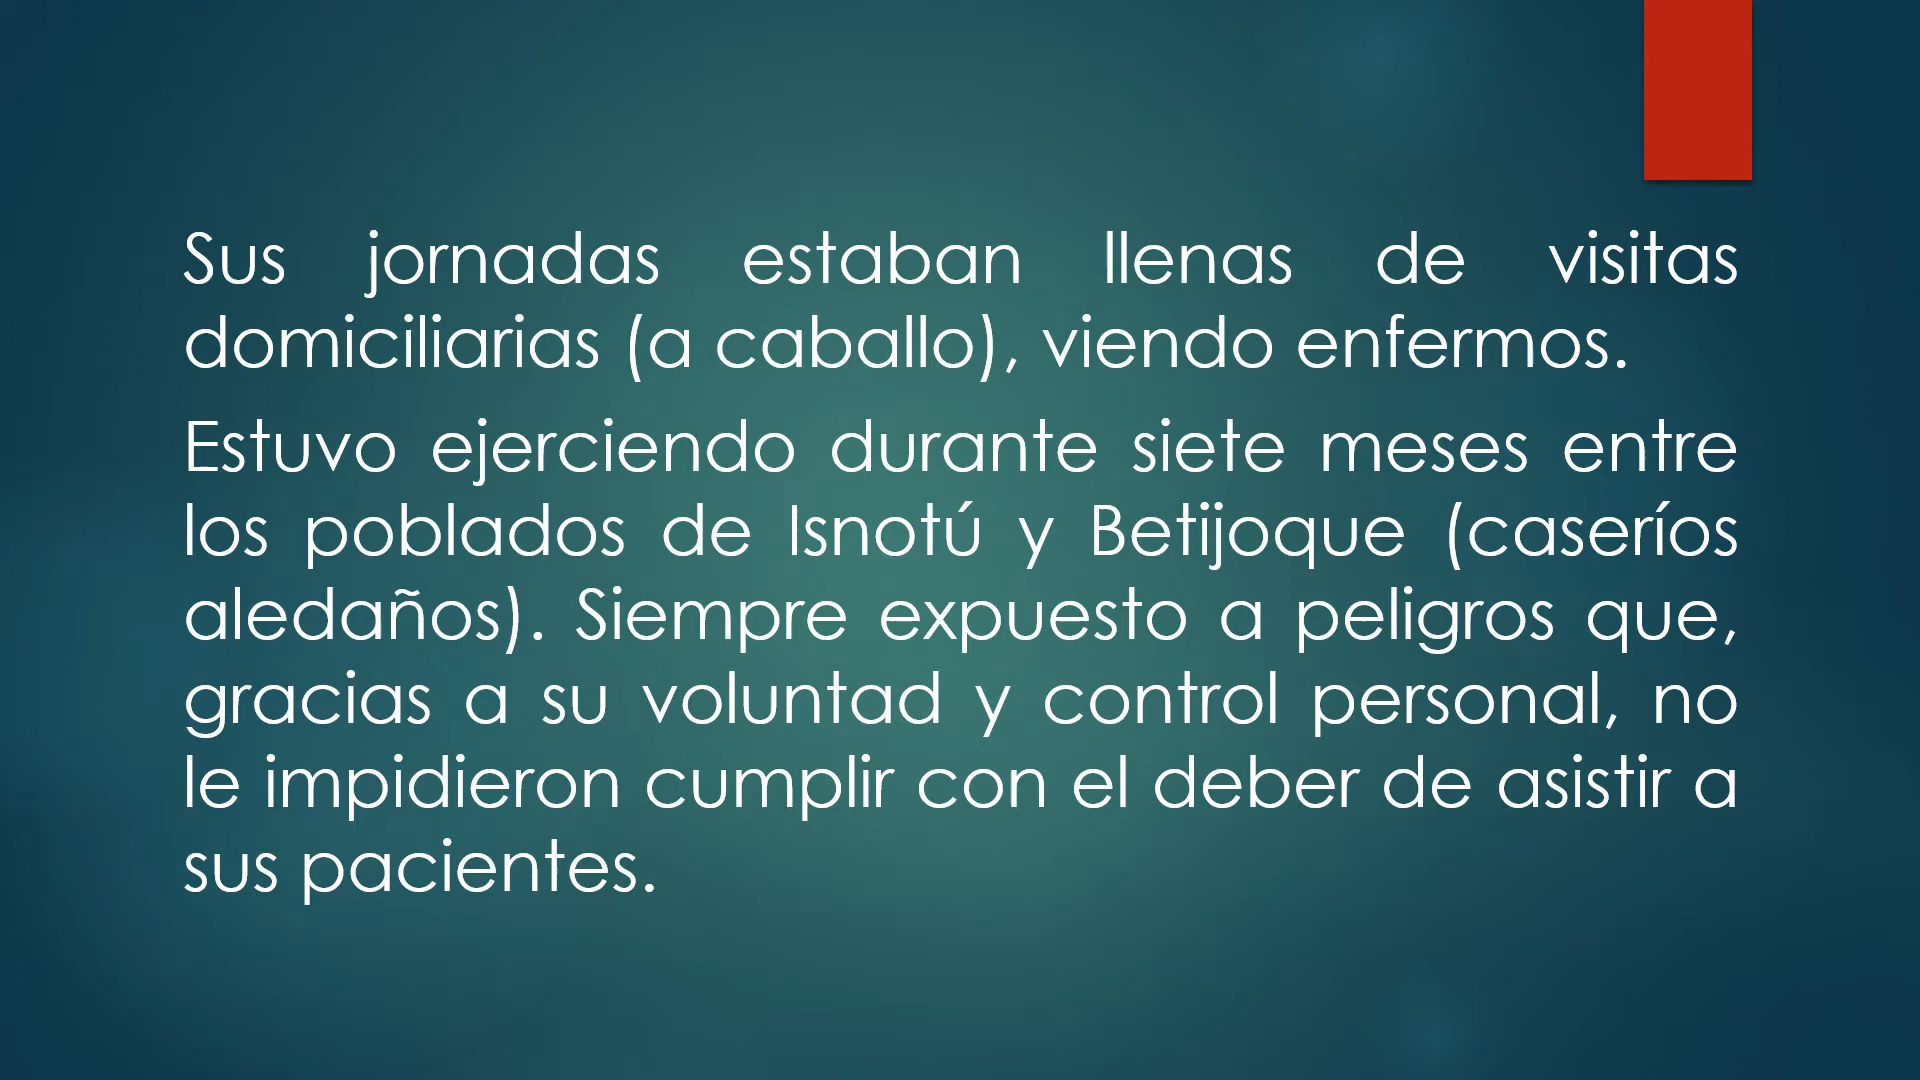 Sus jornadas estaban llenas de visitas
domiciliarias (a caballo), viendo enfermos.
Estuvo ejerciendo durante siete meses entre
los poblados de Isnotú y Betijoque (caseríos
aledaños). Siempre expuesto a peligros que,
gracias a su voluntad y control personal, no
le impidieron cumplir con el deber de asistir a
sus pacientes.